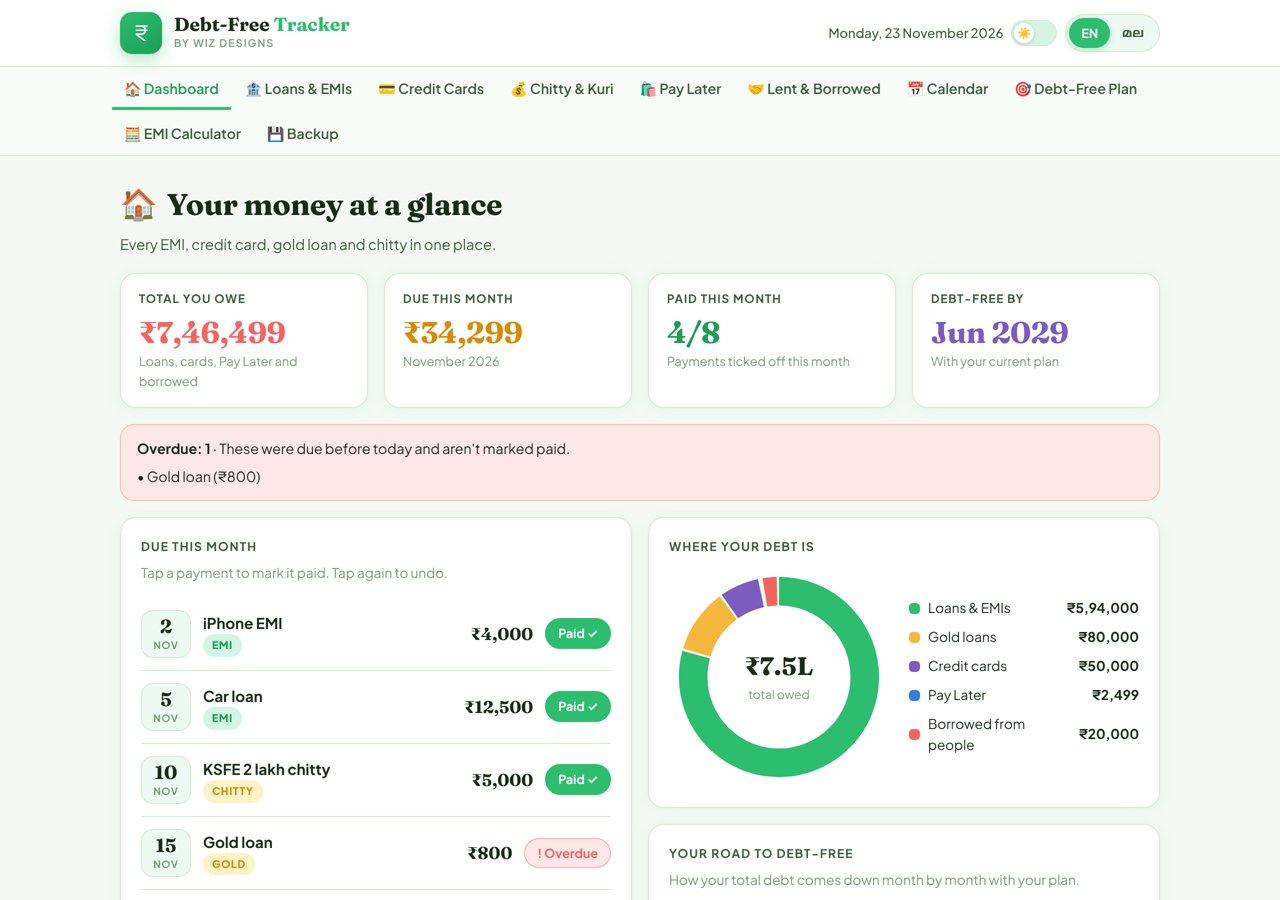 ₹
Debt-Free Tracker
BY WIZ DESIGNS
Monday, 23 November 2026
EN
മല
Dashboard
Loans & EMIs
Credit Cards
Chitty & Kuri
Pay Later
Lent & Borrowed
Calendar
Debt-Free Plan
EMI Calculator
Backup
Your money at a glance
Every EMI, credit card, gold loan and chitty in one place.
TOTAL YOU OWE
₹7,46,499
Loans, cards, Pay Later and
borrowed
DUE THIS MONTH
₹34,299
November 2026
PAID THIS MONTH
4/8
Payments ticked off this month
DEBT-FREE BY
Jun 2029
With your current plan
Overdue: 1 · These were due before today and aren't marked paid.
• Gold loan (₹800)
DUE THIS MONTH
Tap a payment to mark it paid. Tap again to undo.
2
NOV
iPhone EMI
EMI
₹4,000
Paid ✓
5
NOV
Car loan
EMI
₹12,500
Paid ✓
10
NOV
KSFE 2 lakh chitty
CHITTY
₹5,000
Paid ✓
15
NOV
Gold loan
GOLD
₹800
! Overdue
WHERE YOUR DEBT IS
₹7.5L
total owed
Loans & EMIs ₹5,94,000
Gold loans ₹80,000
Credit cards ₹50,000
Pay Later ₹2,499
Borrowed from
people ₹20,000
YOUR ROAD TO DEBT-FREE
How your total debt comes down month by month with your plan.